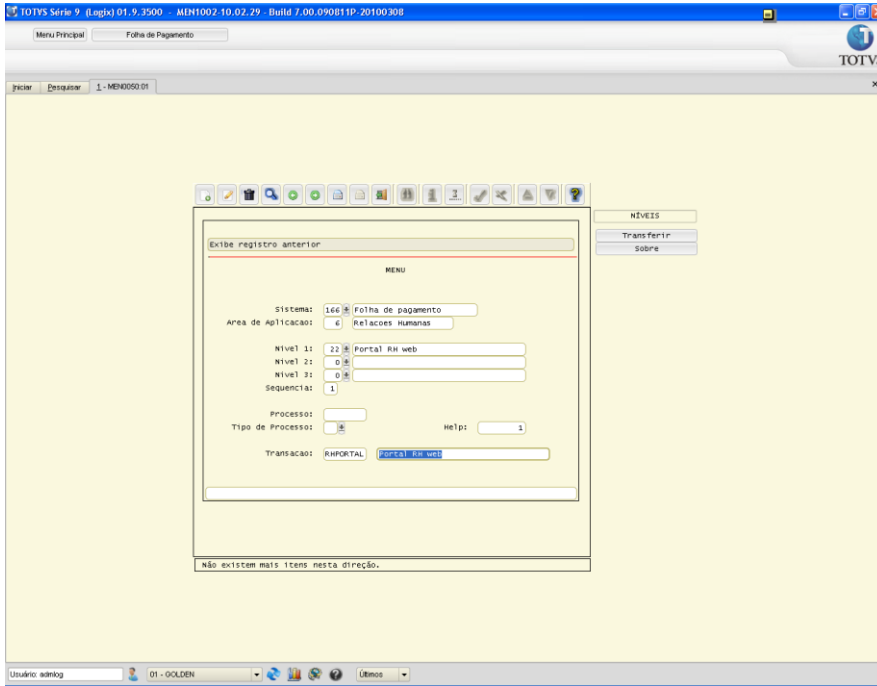 TOTVS Série 9 (Logix) 01.9.3500 - MEN1002-10.02.29 - Build 7.00.090811P-20100308
Menu Principal Folha de Pagamento
TOTVS
Iniciar Pesquisar 1 - MEN0050:01
NÍVEIS
Transferir
Sobre
Exibe registro anterior
MENU
Sistema: 166 Folha de pagamento
Area de Aplicacao: 6 Relacoes Humanas
Nivel 1: 22 Portal RH web
Nivel 2: 0
Nivel 3: 0
Sequencia: 1
Processo:
Tipo de Processo: Help: 1
Transacao: RHPORTAL Portal RH web
Não existem mais itens nesta direção.
Usuário: admlog 01 - GOLDEN Útimos